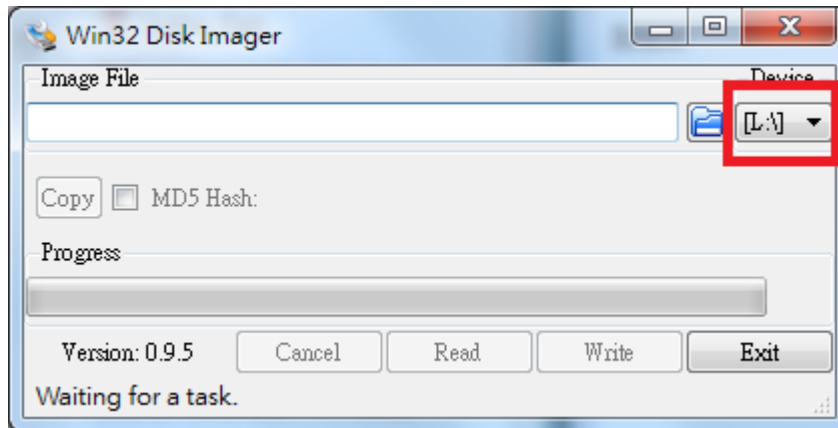 Win32 Disk Imager
Image File Device
[L:\]
Copy MD5 Hash:
Progress
Version: 0.9.5 Cancel Read Write Exit
Waiting for a task.